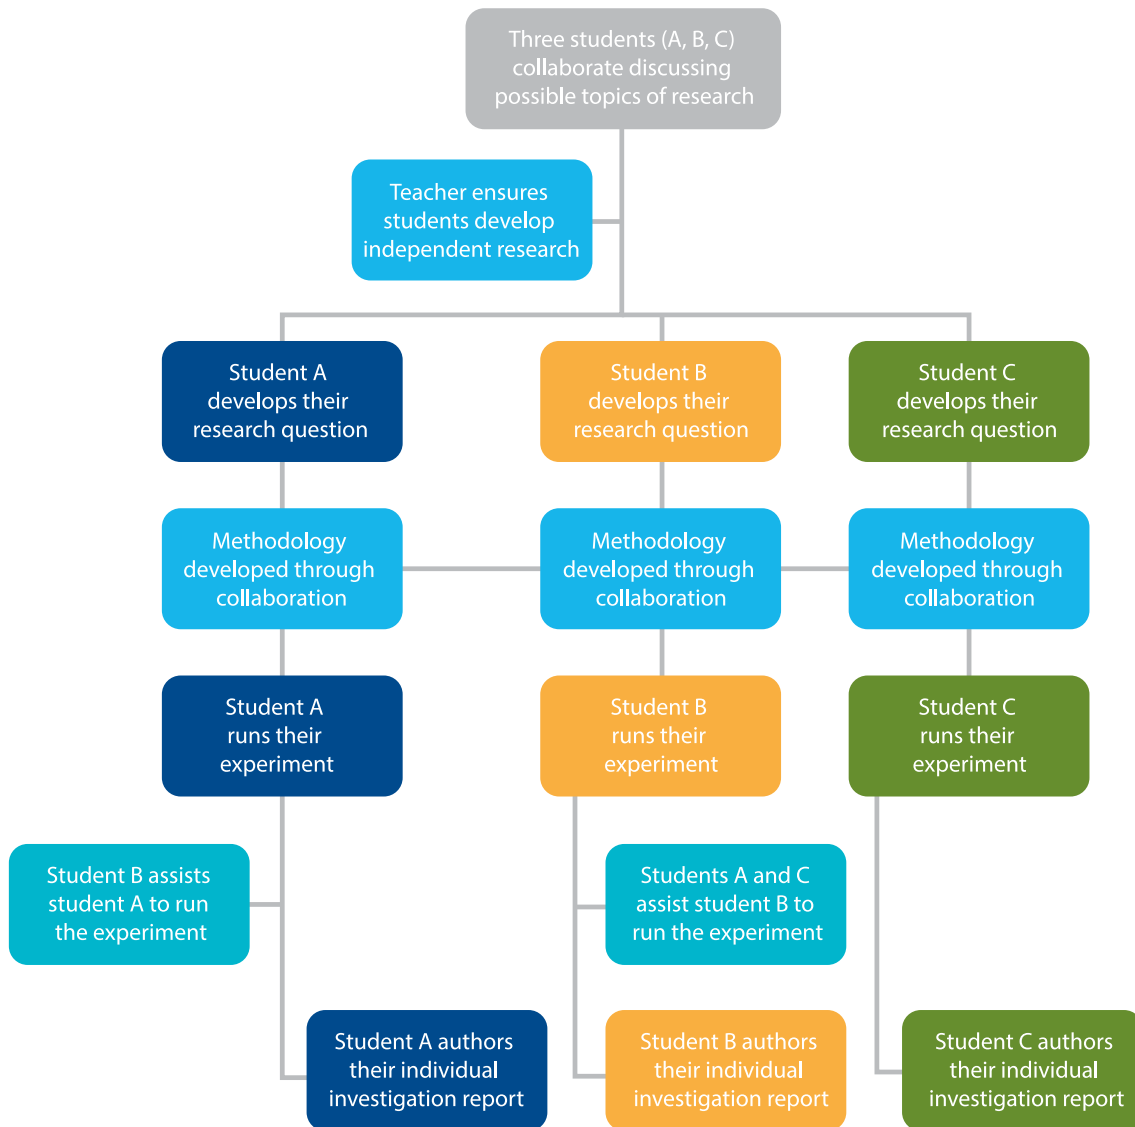 Three students (A, B, C)
collaborate discussing
possible topics of research
Teacher ensures
students develop
independent research
Student A
develops their
research question
Student B
develops their
research question
Student C
develops their
research question
Methodology
developed through
collaboration
Methodology
developed through
collaboration
Methodology
developed through
collaboration
Student A
runs their
experiment
Student B
runs their
experiment
Student C
runs their
experiment
Student B assists
student A to run
the experiment
Students A and C
assist student B to
run the experiment
Student A authors
their individual
investigation report
Student B authors
their individual
investigation report
Student C authors
their individual
investigation report